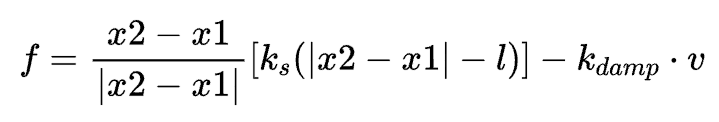 f = \frac{x2 - x1}{|x2 - x1|} [k_s(|x2 - x1| - l)] - k_{damp} \cdot v